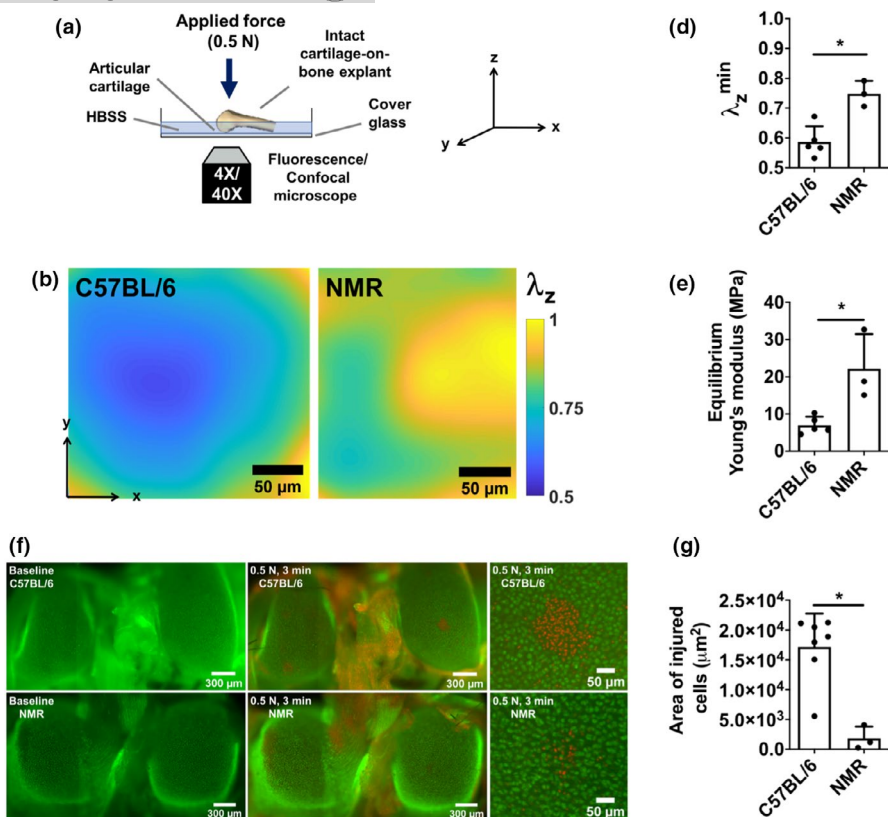 (a)
Applied force
(0.5 N)
Intact
cartilage-on-
bone explant
Articular
cartilage
HBSS
Cover
glass
4X/
40X
Fluorescence/
Confocal
microscope
z
x
y
(b)
C57BL/6
NMR
λz
1
0.75
0.5
y
x
50 µm
50 µm
(d)
λz min
1.0
0.9
0.8
0.7
0.6
0.5
*
C57BL/6
NMR
(e)
Equilibrium
Young's modulus (MPa)
40
30
20
10
0
*
C57BL/6
NMR
(f)
Baseline
C57BL/6
300 µm
0.5 N, 3 min
C57BL/6
300 µm
0.5 N, 3 min
C57BL/6
50 µm
Baseline
NMR
300 µm
0.5 N, 3 min
NMR
300 µm
0.5 N, 3 min
NMR
50 µm
(g)
Area of injured
cells (µm²)
2.5×10⁴
2.0×10⁴
1.5×10⁴
1.0×10⁴
5.0×10³
0.0
*
C57BL/6
NMR